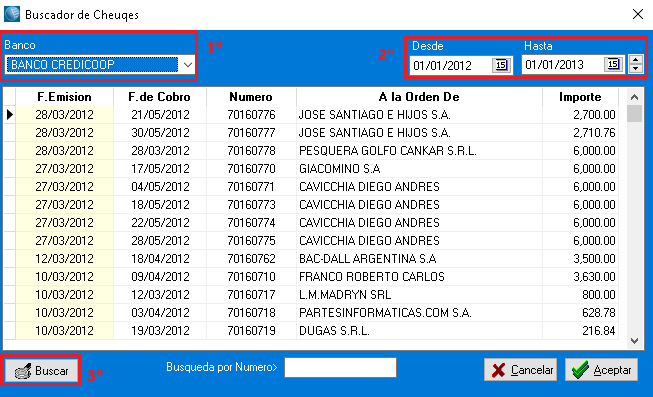 Buscador de Cheuqes
Banco
1°
BANCO CREDICOOP
2°
Desde
Hasta
01/01/2012
15
01/01/2013
15
F.Emision F.de Cobro Numero A la Orden De Importe
28/03/2012 21/05/2012 70160776 JOSE SANTIAGO E HIJOS S.A. 2,700.00
28/03/2012 28/05/2012 70160777 JOSE SANTIAGO E HIJOS S.A. 2,710.76
28/03/2012 28/03/2012 70160778 PESQUERA GOLFO CANKAR S.R.L. 6,000.00
27/03/2012 17/05/2012 70160770 GIACOMINO S.A 6,000.00
27/03/2012 04/05/2012 70160771 CAVICCHIA DIEGO ANDRES 6,000.00
27/03/2012 18/05/2012 70160773 CAVICCHIA DIEGO ANDRES 6,000.00
27/03/2012 22/05/2012 70160774 CAVICCHIA DIEGO ANDRES 6,000.00
27/03/2012 28/05/2012 70160775 CAVICCHIA DIEGO ANDRES 6,000.00
12/03/2012 18/04/2012 70160762 BAC-DALL ARGENTINA S.A 3,500.00
10/03/2012 09/04/2012 70160710 FRANCO ROBERTO CARLOS 3,630.00
10/03/2012 12/03/2012 70160717 L.M.MADRYN SRL 800.00
10/03/2012 03/04/2012 70160718 PARTESINFORMATICAS.COM S.A. 628.78
10/03/2012 19/03/2012 70160719 DUGAS S.R.L. 216.84
Buscar
3°
Busqueda por Numero>
Cancelar
Aceptar